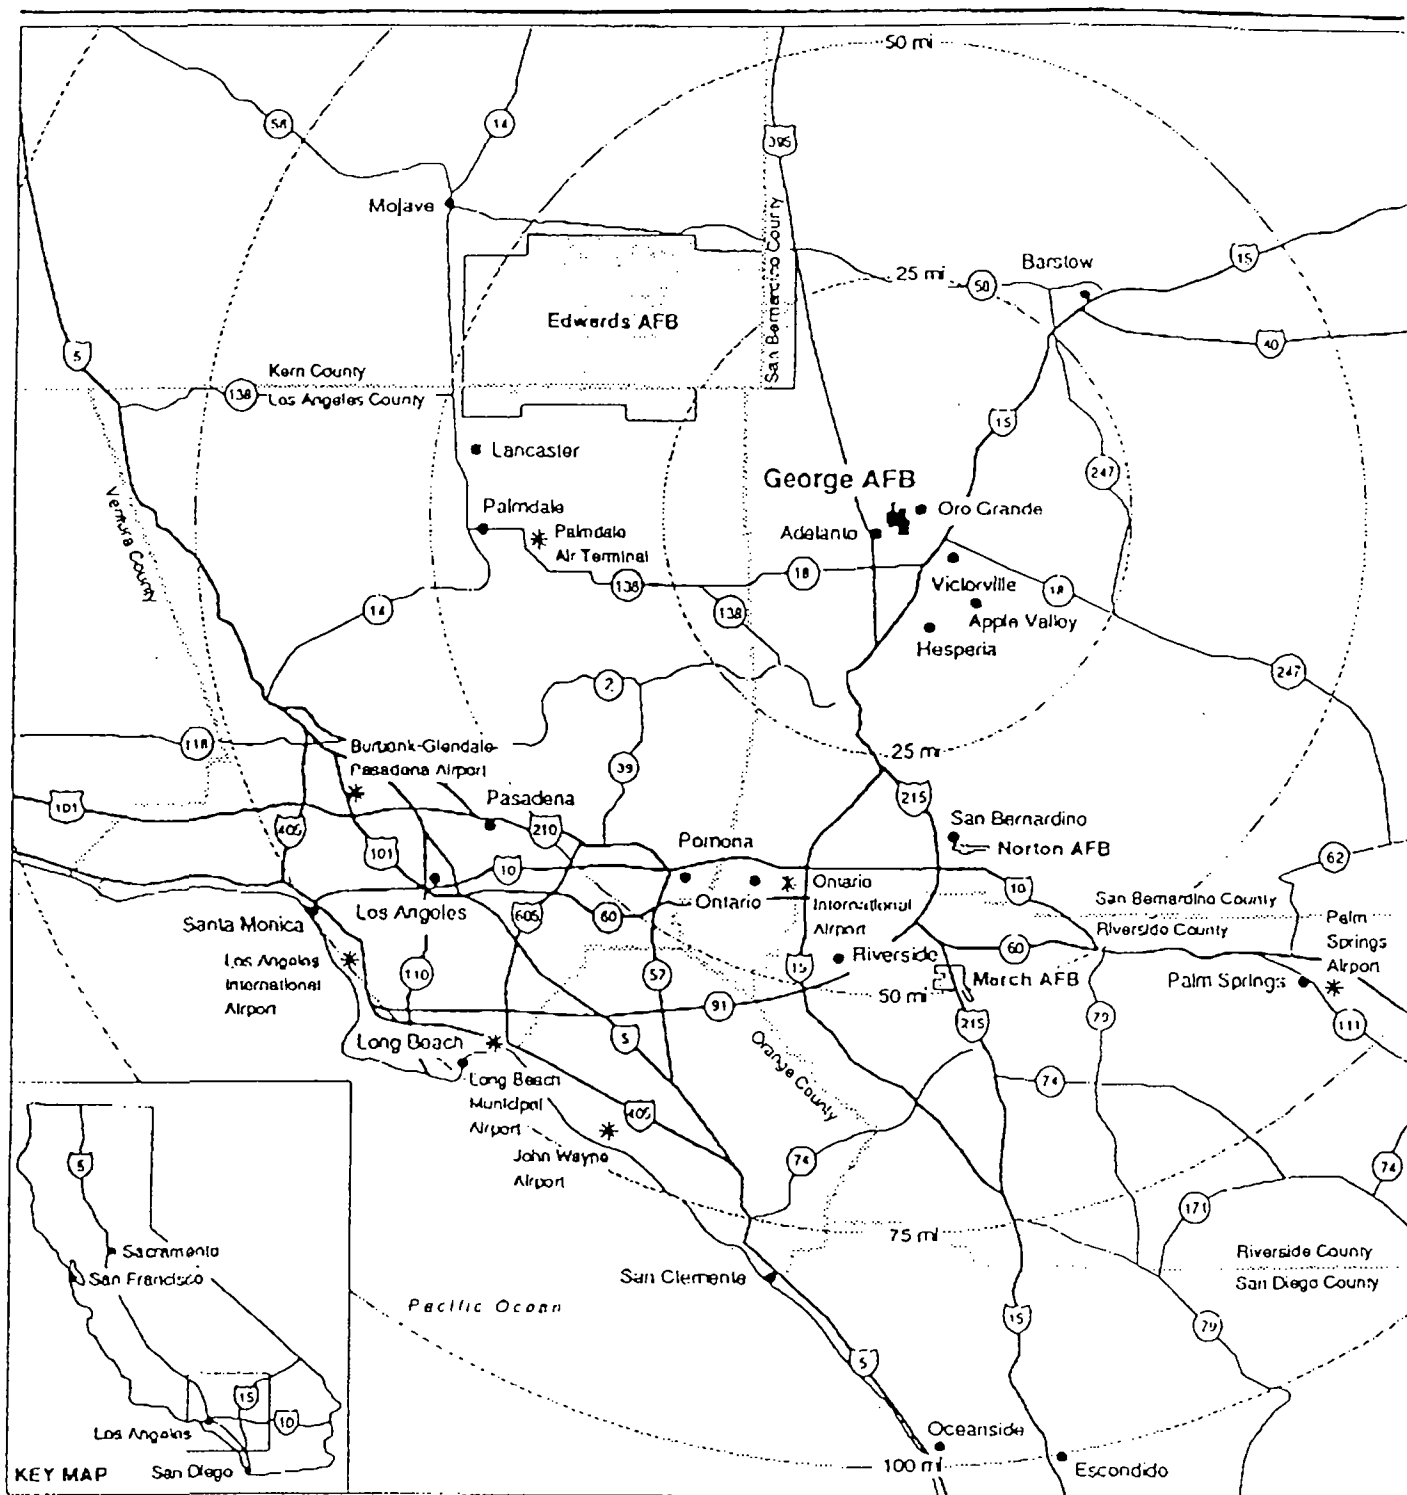 50 mi
58
14
395
Mojave
San Bernardino County
Barstow
15
25 mi
50
Edwards AFB
40
5
Kern County
138
Los Angeles County
15
Lancaster
247
George AFB
Ventura County
Palmdale
Oro Grande
Palmdale
Air Terminal
Adelanto
18
138
Victorville
18
14
138
Apple Valley
Hesperia
2
247
118
Burbank-Glendale-
Pasadena Airport
25 mi
39
101
Pasadena
215
405
210
San Bernardino
101
Pomona
Norton AFB
62
10
10
Ontario
International
Airport
San Bernardino County
Riverside County
Palm
Springs
Airport
Santa Monica
Los Angeles
605
60
Ontario
60
Los Angeles
International
Airport
110
57
15
Riverside
March AFB
Palm Springs
91
50 mi
215
79
111
Long Beach
5
Orange County
Long Beach
Municipal
Airport
405
74
John Wayne
Airport
74
74
171
75 mi
Riverside County
San Diego County
San Clemente
Pacific Ocean
15
79
5
Oceanside
100 mi
Escondido
5
Sacramento
San Francisco
15
10
Los Angeles
San Diego
KEY MAP